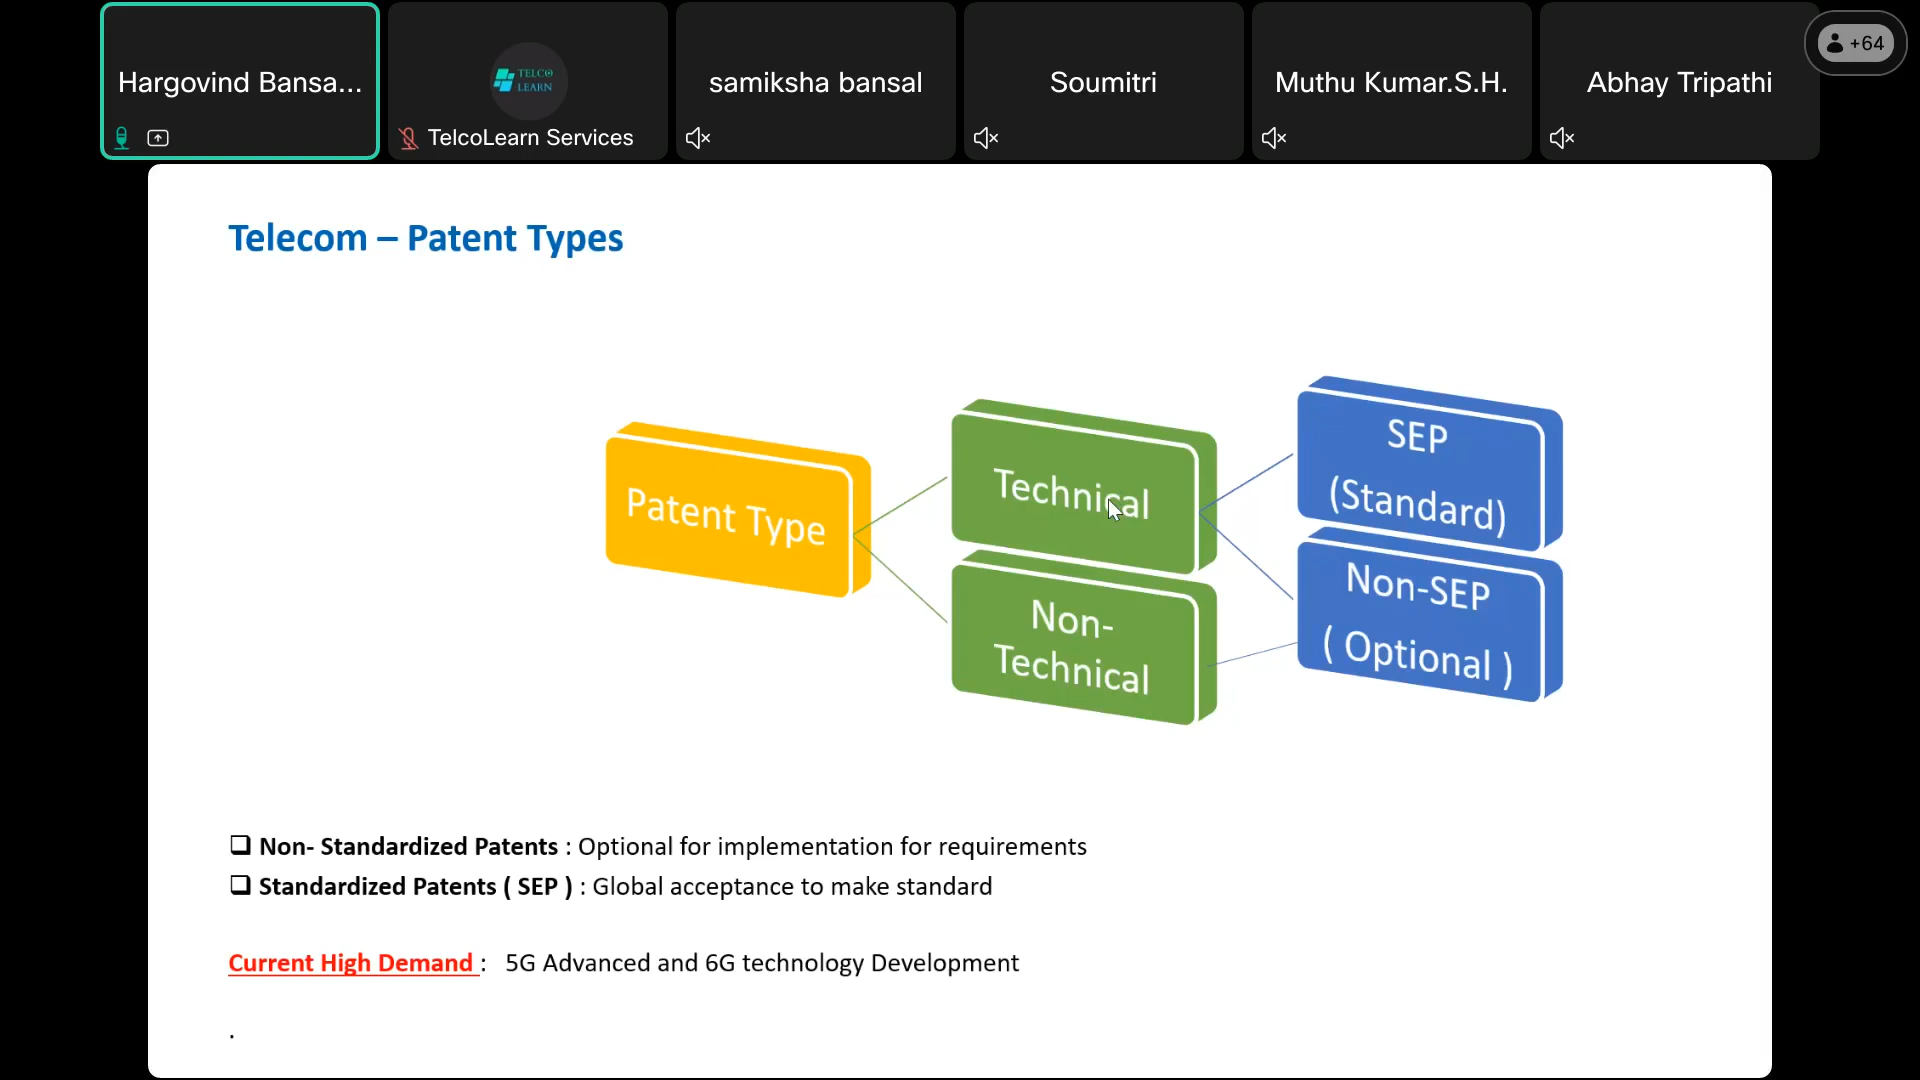 Hargovind Bansa...
TELCO
LEARN
TelcoLearn Services
samiksha bansal
Soumitri
Muthu Kumar.S.H.
Abhay Tripathi
+64
Telecom – Patent Types
Patent Type
Technical
Non-
Technical
SEP
(Standard)
Non-SEP
( Optional )
Non- Standardized Patents : Optional for implementation for requirements
Standardized Patents ( SEP ) : Global acceptance to make standard
Current High Demand : 5G Advanced and 6G technology Development
.